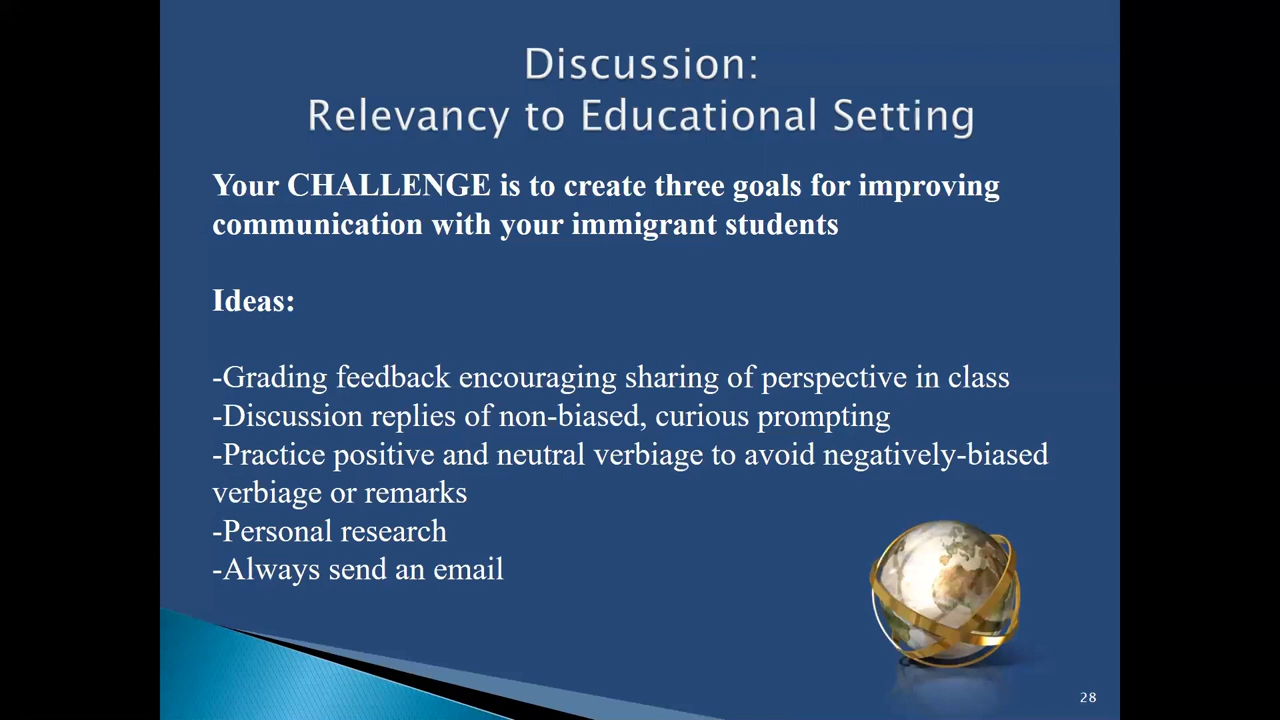 Discussion:
Relevancy to Educational Setting
Your CHALLENGE is to create three goals for improving
communication with your immigrant students
Ideas:
-Grading feedback encouraging sharing of perspective in class
-Discussion replies of non-biased, curious prompting
-Practice positive and neutral verbiage to avoid negatively-biased
verbiage or remarks
-Personal research
-Always send an email
28